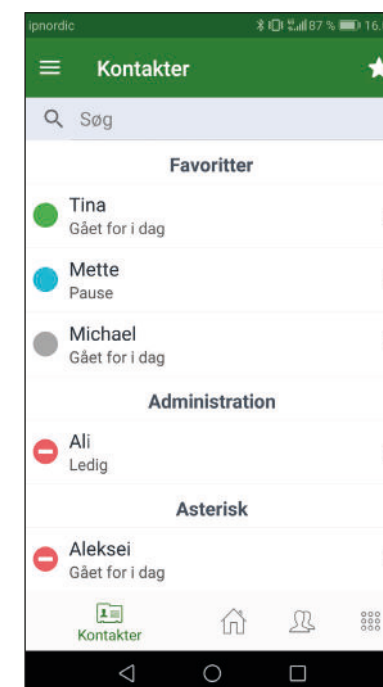 ipnordic 87 % 16.
Kontakter
Søg
Favoritter
Tina
Gået for i dag
Mette
Pause
Michael
Gået for i dag
Administration
Ali
Ledig
Asterisk
Aleksei
Gået for i dag
Kontakter